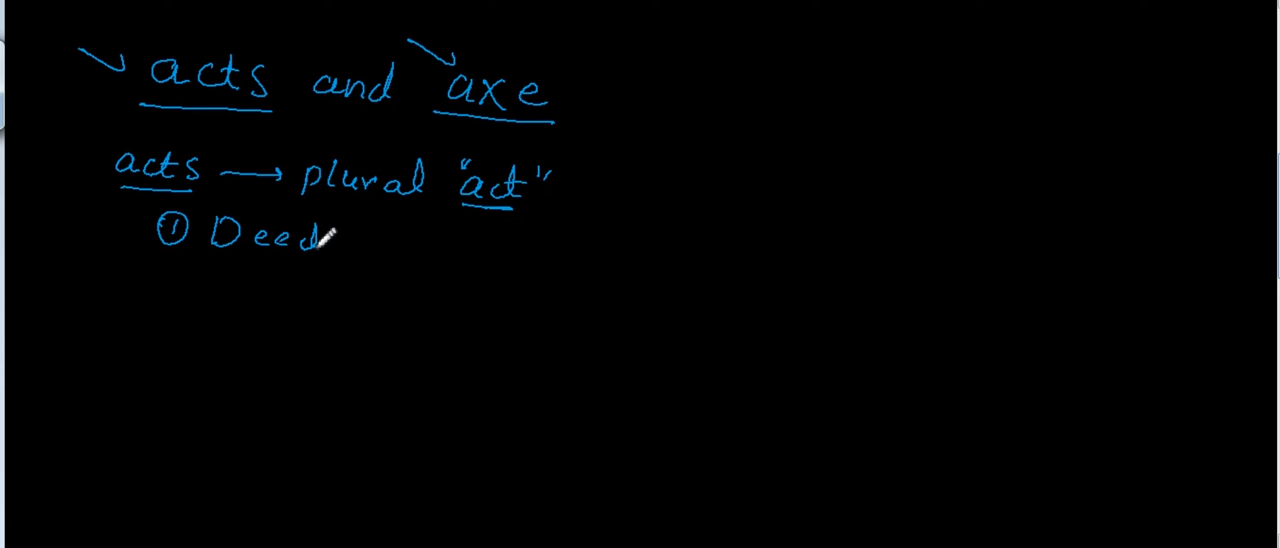 acts and axe
acts → plural "act"
① Deed